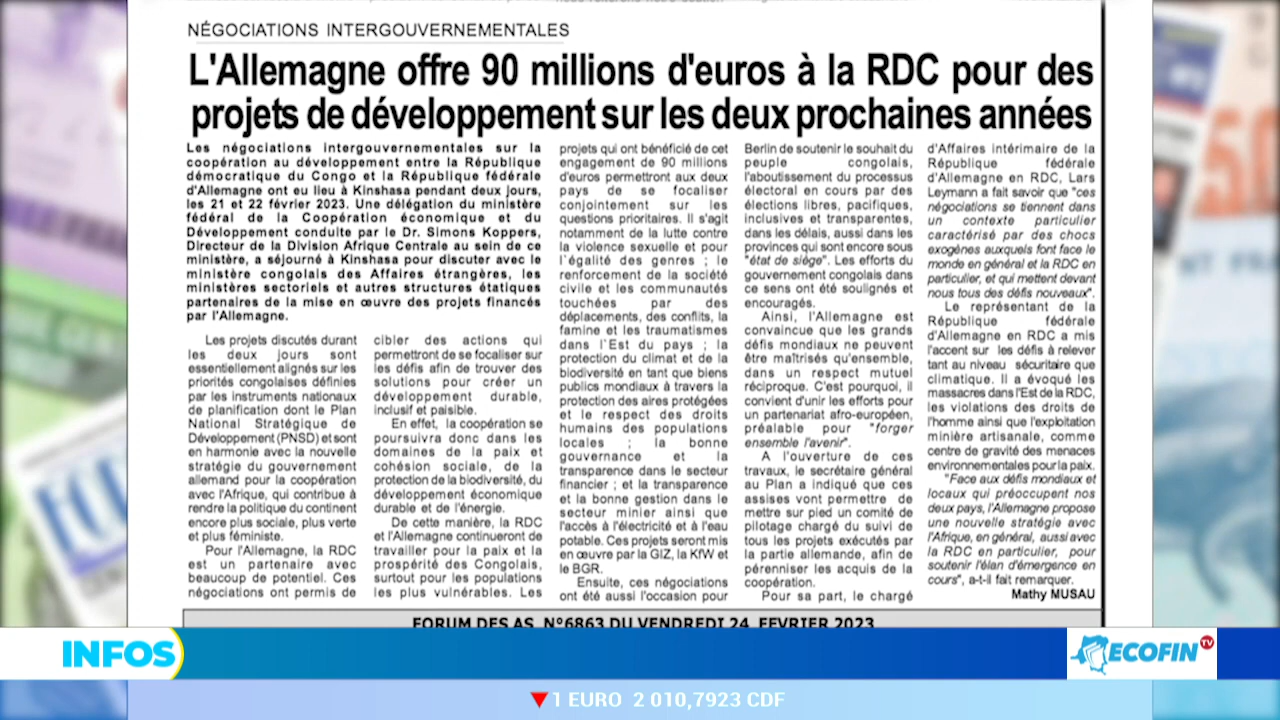 NÉGOCIATIONS INTERGOUVERNEMENTALES
L'Allemagne offre 90 millions d'euros à la RDC pour des
projets de développement sur les deux prochaines années
Les négociations intergouvernementales sur la
coopération au développement entre la République
démocratique du Congo et la République fédérale
d'Allemagne ont eu lieu à Kinshasa pendant deux jours,
les 21 et 22 février 2023. Une délégation du ministère
fédéral de la Coopération économique et du
Développement conduite par le Dr. Simons Koppers,
Directeur de la Division Afrique Centrale au sein de ce
ministère, a séjourné à Kinshasa pour discuter avec le
ministère congolais des Affaires étrangères, les
ministères sectoriels et autres structures étatiques
partenaires de la mise en œuvre des projets financés
par l'Allemagne.
Les projets discutés durant
les deux jours sont
essentiellement alignés sur les
priorités congolaises définies
par les instruments nationaux
de planification dont le Plan
National Stratégique de
Développement (PNSD) et sont
en harmonie avec la nouvelle
stratégie du gouvernement
allemand pour la coopération
avec l'Afrique, qui contribue à
rendre la politique du continent
encore plus sociale, plus verte
et plus féministe.
Pour l'Allemagne, la RDC
est un partenaire avec
beaucoup de potentiel. Ces
négociations ont permis de
cibler des actions qui
permettront de se focaliser sur
les défis afin de trouver des
solutions pour créer un
développement durable,
inclusif et paisible.
En effet, la coopération se
poursuivra donc dans les
domaines de la paix et
cohésion sociale, de la
protection de la biodiversité, du
développement économique
durable et de l'énergie.
De cette manière, la RDC
et l'Allemagne continueront de
travailler pour la paix et la
prospérité des Congolais,
surtout pour les populations
les plus vulnérables. Les
projets qui ont bénéficié de cet
engagement de 90 millions
d'euros permettront aux deux
pays de se focaliser
conjointement sur les
questions prioritaires. Il s'agit
notamment de la lutte contre
la violence sexuelle et pour
l`égalité des genres ; le
renforcement de la société
civile et les communautés
touchées par des
déplacements, des conflits, la
famine et les traumatismes
dans l`Est du pays ; la
protection du climat et de la
biodiversité en tant que biens
publics mondiaux à travers la
protection des aires protégées
et le respect des droits
humains des populations
locales ; la bonne
gouvernance et la
transparence dans le secteur
financier ; et la transparence
et la bonne gestion dans le
secteur minier ainsi que
l'accès à l'électricité et à l'eau
potable. Ces projets seront mis
en œuvre par la GIZ, la KfW et
le BGR.
Ensuite, ces négociations
ont été aussi l'occasion pour
Berlin de soutenir le souhait du
peuple congolais,
l'aboutissement du processus
électoral en cours par des
élections libres, pacifiques,
inclusives et transparentes,
dans les délais, aussi dans les
provinces qui sont encore sous
"état de siège". Les efforts du
gouvernement congolais dans
ce sens ont été soulignés et
encouragés.
Ainsi, l'Allemagne est
convaincue que les grands
défis mondiaux ne peuvent
être maîtrisés qu'ensemble,
dans un respect mutuel
réciproque. C'est pourquoi, il
convient d'unir les efforts pour
un partenariat afro-européen,
préalable pour "forger
ensemble l'avenir".
A l'ouverture de ces
travaux, le secrétaire général
au Plan a indiqué que ces
assises vont permettre de
mettre sur pied un comité de
pilotage chargé du suivi de
tous les projets exécutés par
la partie allemande, afin de
pérenniser les acquis de la
coopération.
Pour sa part, le chargé
d'Affaires intérimaire de la
République fédérale
d'Allemagne en RDC, Lars
Leymann a fait savoir que "ces
négociations se tiennent dans
un contexte particulier
caractérisé par des chocs
exogènes auxquels font face le
monde en général et la RDC en
particulier, et qui mettent devant
nous tous des défis nouveaux".
Le représentant de la
République fédérale
d'Allemagne en RDC a mis
l'accent sur les défis à relever
tant au niveau sécuritaire que
climatique. Il a évoqué les
massacres dans l'Est de la RDC,
les violations des droits de
l'homme ainsi que l'exploitation
minière artisanale, comme
centre de gravité des menaces
environnementales pour la paix.
"Face aux défis mondiaux et
locaux qui préoccupent nos
deux pays, l'Allemagne propose
une nouvelle stratégie avec
l'Afrique, en général, aussi avec
la RDC en particulier, pour
soutenir l'élan d'émergence en
cours", a-t-il fait remarquer.
Mathy MUSAU
FORUM DES AS N°6863 DU VENDREDI 24 FEVRIER 2023
INFOS
ECOFIN TV
1 EURO 2 010,7923 CDF